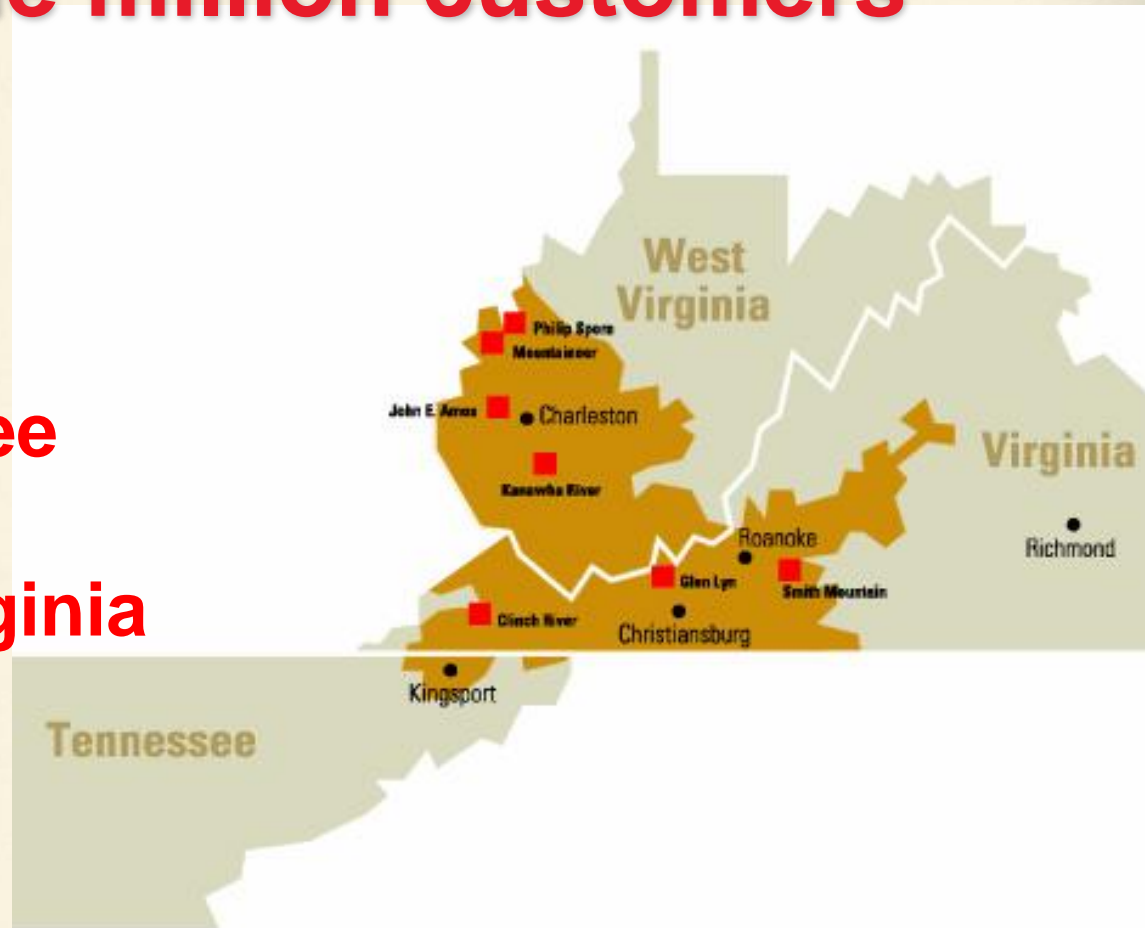 e million customers
West
Virginia
Philip Sporn
Mountaineer
John E. Amos
Charleston
ee
Kanawha River
Virginia
Richmond
Roanoke
Glen Lyn
Smith Mountain
ginia
Clinch River
Christiansburg
Kingsport
Tennessee